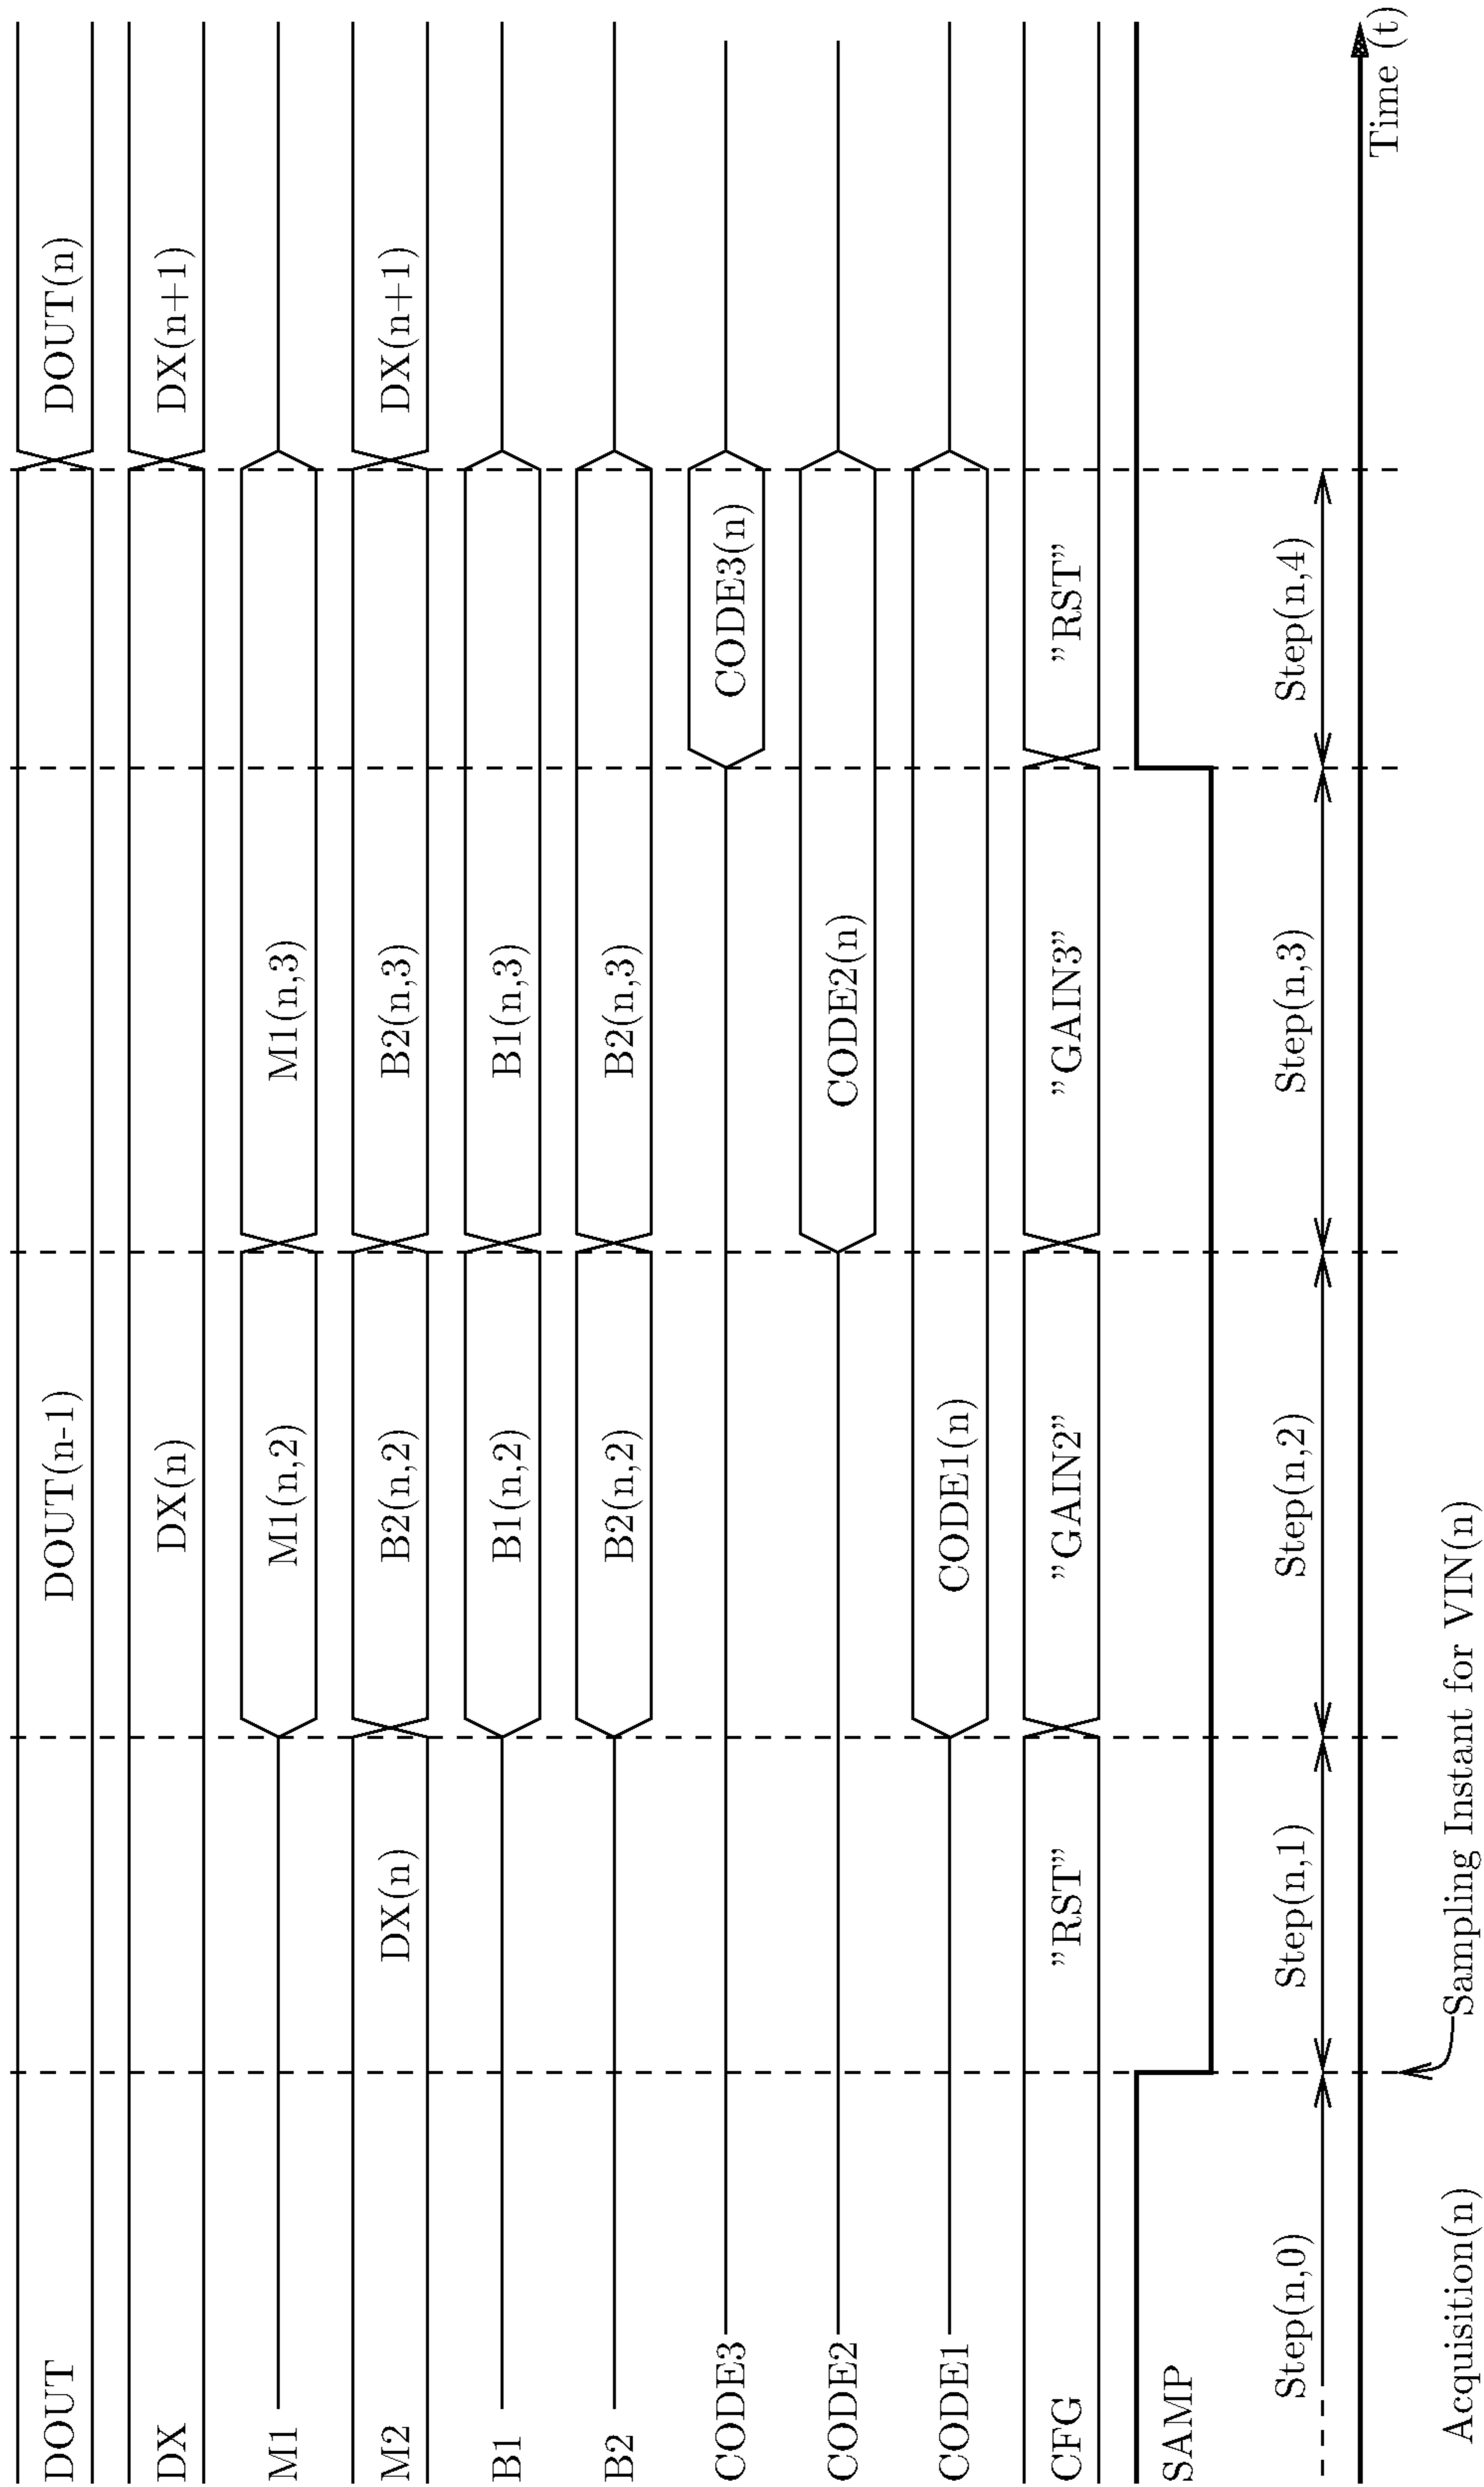 DOUT
DOUT(n-1)
DOUT(n)
DX
DX(n)
DX(n+1)
M1
M1(n,2)
M1(n,3)
M2
DX(n)
B2(n,2)
B2(n,3)
DX(n+1)
B1
B1(n,2)
B1(n,3)
B2
B2(n,2)
B2(n,3)
CODE3
CODE3(n)
CODE2
CODE2(n)
CODE1
CODE1(n)
CFG
”RST”
”GAIN2”
”GAIN3”
”RST”
SAMP
Step(n,0)
Step(n,1)
Step(n,2)
Step(n,3)
Step(n,4)
Time (t)
Acquisition(n)
Sampling Instant for VIN(n)